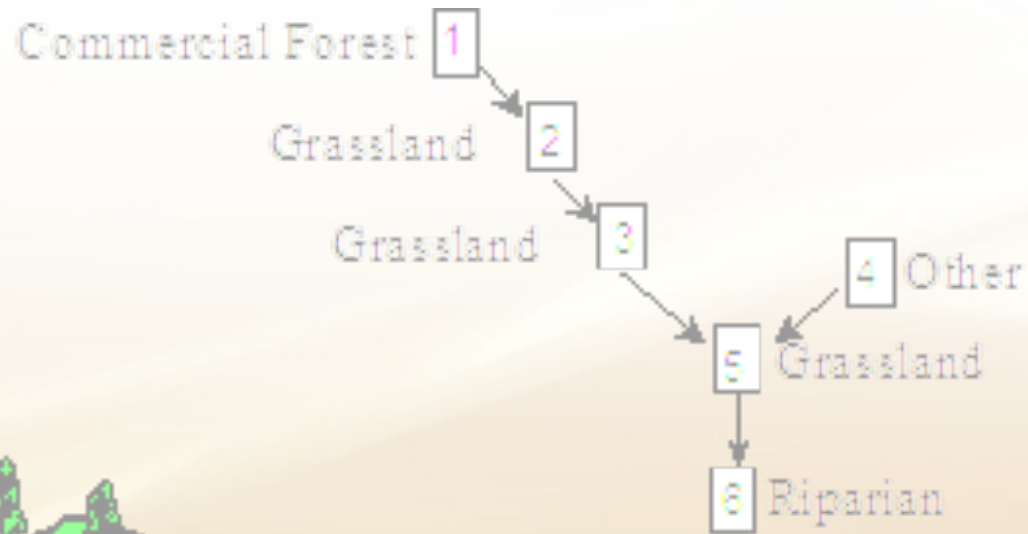 Commercial Forest 1
Grassland 2
Grassland 3
4 Other
5 Grassland
6 Riparian